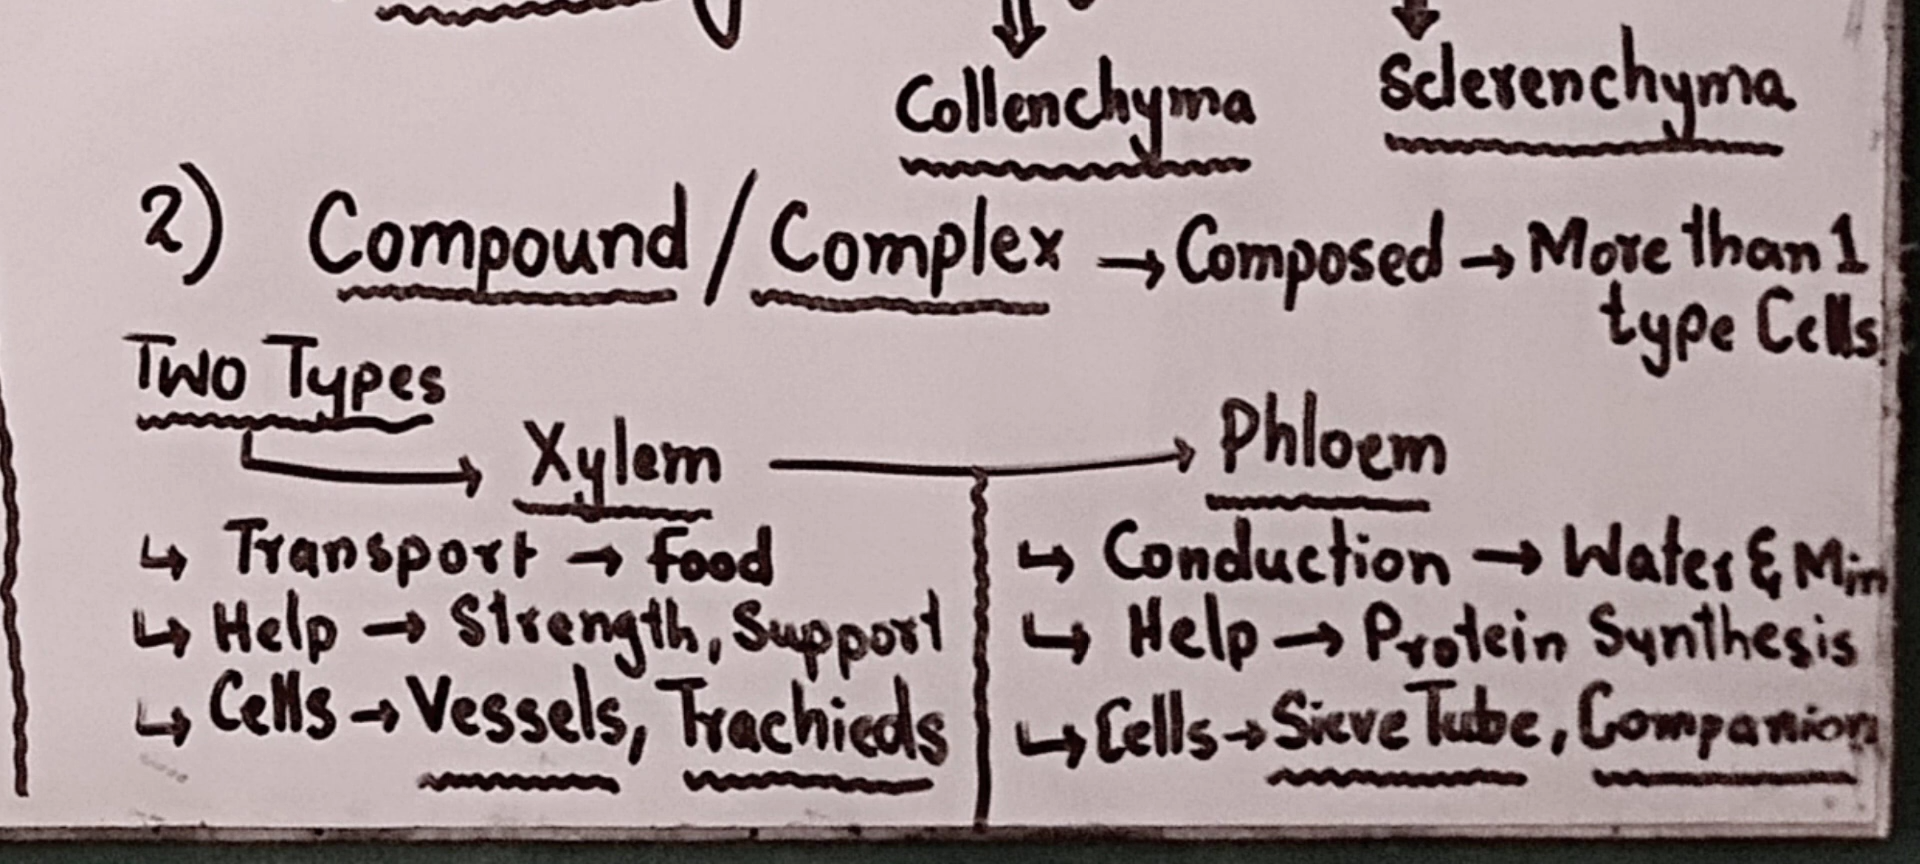 Collenchyma
Sclerenchyma
2) Compound / Complex → Composed → More than 1
type Cells
Two Types
Xylem → Phloem
↳ Transport → Food
↳ Help → Strength, Support
↳ Cells → Vessels, Trachieds
↳ Conduction → Water & Min
↳ Help → Protein Synthesis
↳ Cells → Sieve Tube, Companion